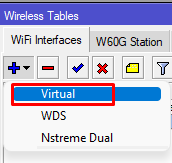 Wireless Tables
WiFi Interfaces W60G Station
Virtual
WDS
Nstreme Dual